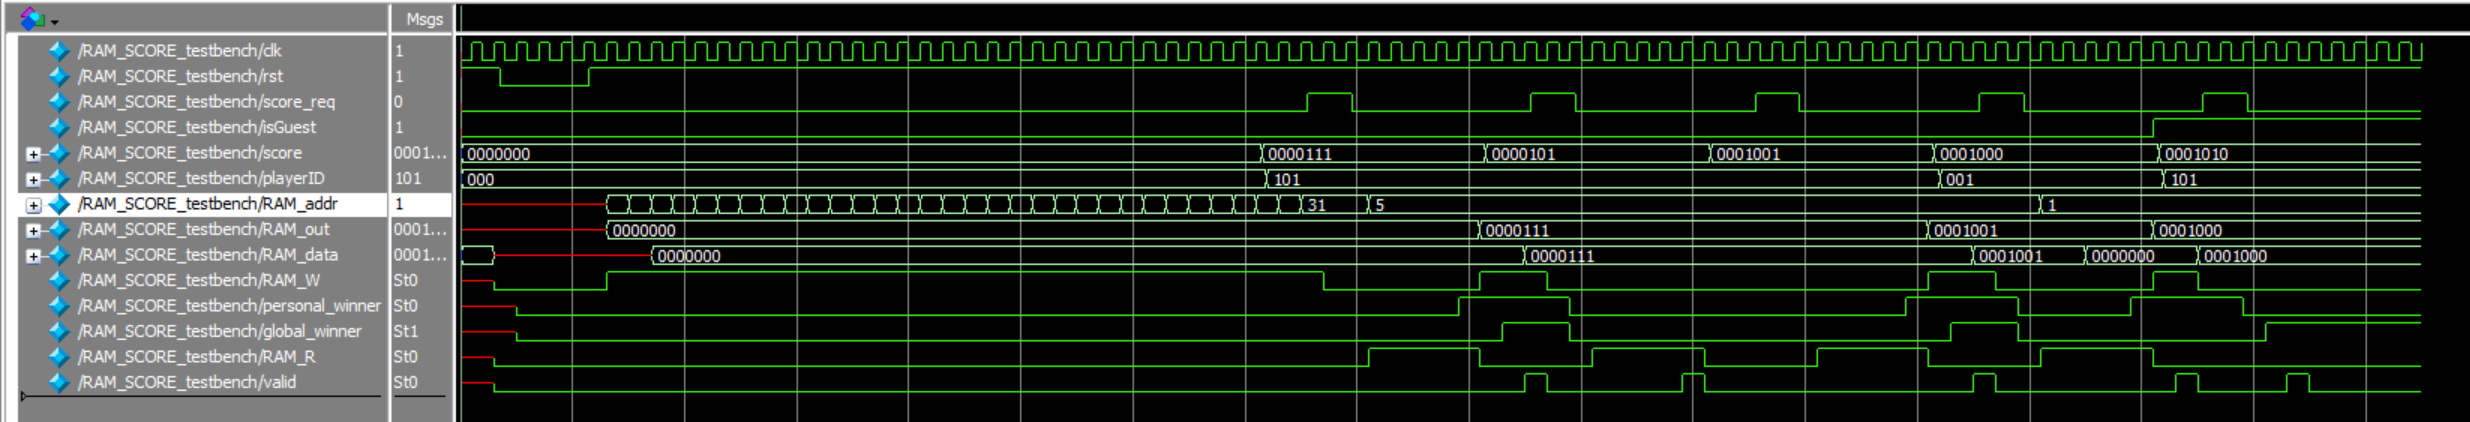 Msgs
/RAM_SCORE_testbench/clk 1
/RAM_SCORE_testbench/rst 1
/RAM_SCORE_testbench/score_req 0
/RAM_SCORE_testbench/isGuest 1
/RAM_SCORE_testbench/score 0001... 0000000 0000111 0000101 0001001 0001000 0001010
/RAM_SCORE_testbench/playerID 101 000 101 001 101
/RAM_SCORE_testbench/RAM_addr 1 31 5 1
/RAM_SCORE_testbench/RAM_out 0001... 0000000 0000111 0001001 0001000
/RAM_SCORE_testbench/RAM_data 0001... 0000000 0000111 0001001 0000000 0001000
/RAM_SCORE_testbench/RAM_W St0
/RAM_SCORE_testbench/personal_winner St0
/RAM_SCORE_testbench/global_winner St1
/RAM_SCORE_testbench/RAM_R St0
/RAM_SCORE_testbench/valid St0